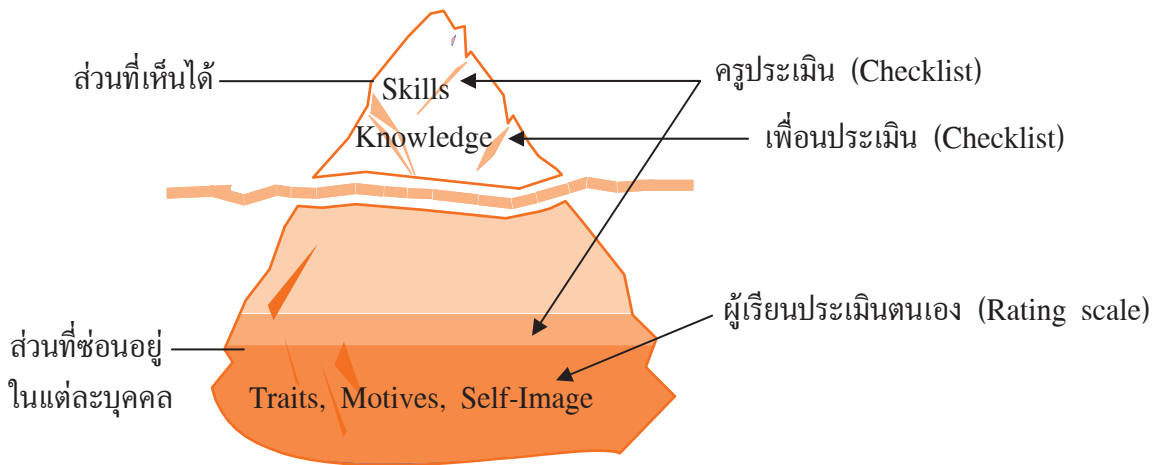 ส่วนที่เห็นได้
Skills
ครูประเมิน (Checklist)
Knowledge
เพื่อนประเมิน (Checklist)
ผู้เรียนประเมินตนเอง (Rating scale)
ส่วนที่ซ่อนอยู่
ในแต่ละบุคคล
Traits, Motives, Self-Image